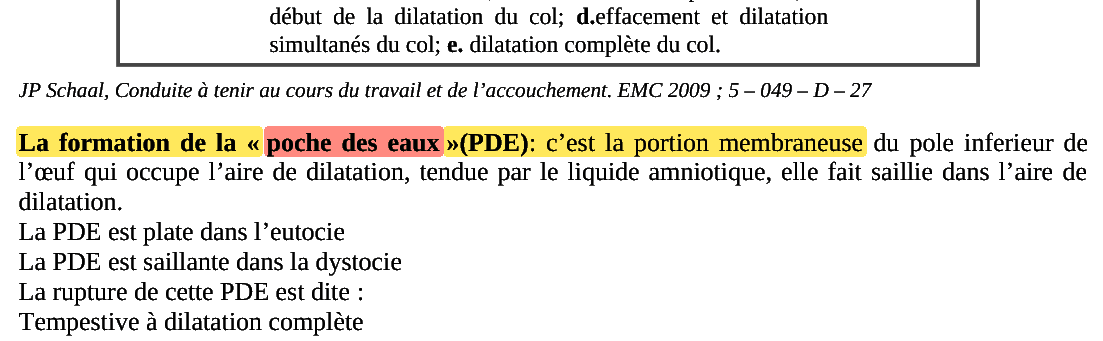 début de la dilatation du col; d.effacement et dilatation
simultanés du col; e. dilatation complète du col.
JP Schaal, Conduite à tenir au cours du travail et de l’accouchement. EMC 2009 ; 5 – 049 – D – 27
La formation de la « poche des eaux »(PDE): c’est la portion membraneuse du pole inferieur de
l’œuf qui occupe l’aire de dilatation, tendue par le liquide amniotique, elle fait saillie dans l’aire de
dilatation.
La PDE est plate dans l’eutocie
La PDE est saillante dans la dystocie
La rupture de cette PDE est dite :
Tempestive à dilatation complète